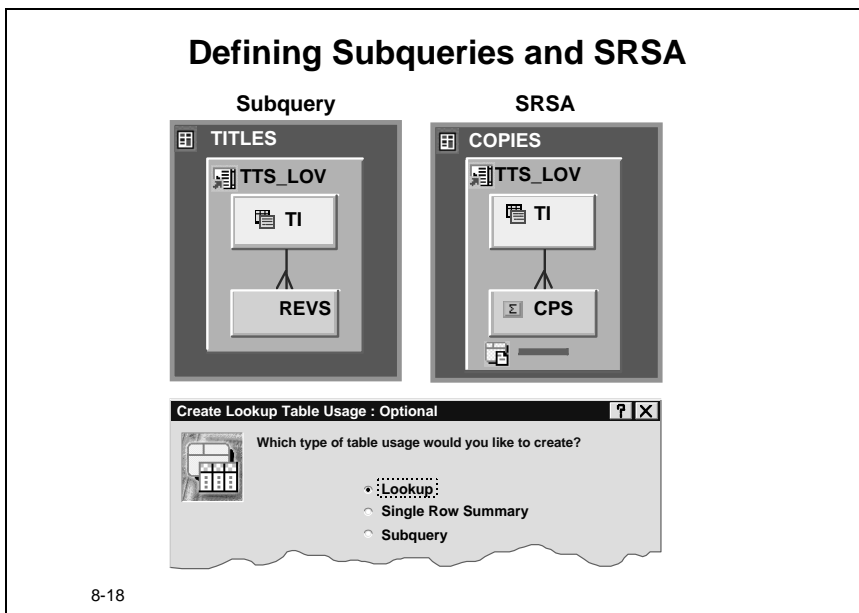 Defining Subqueries and SRSA
Subquery
SRSA
TITLES
TTS_LOV
TI
REVS
COPIES
TTS_LOV
TI
Σ CPS
Create Lookup Table Usage : Optional
?
X
Which type of table usage would you like to create?
Lookup
Single Row Summary
Subquery
8-18